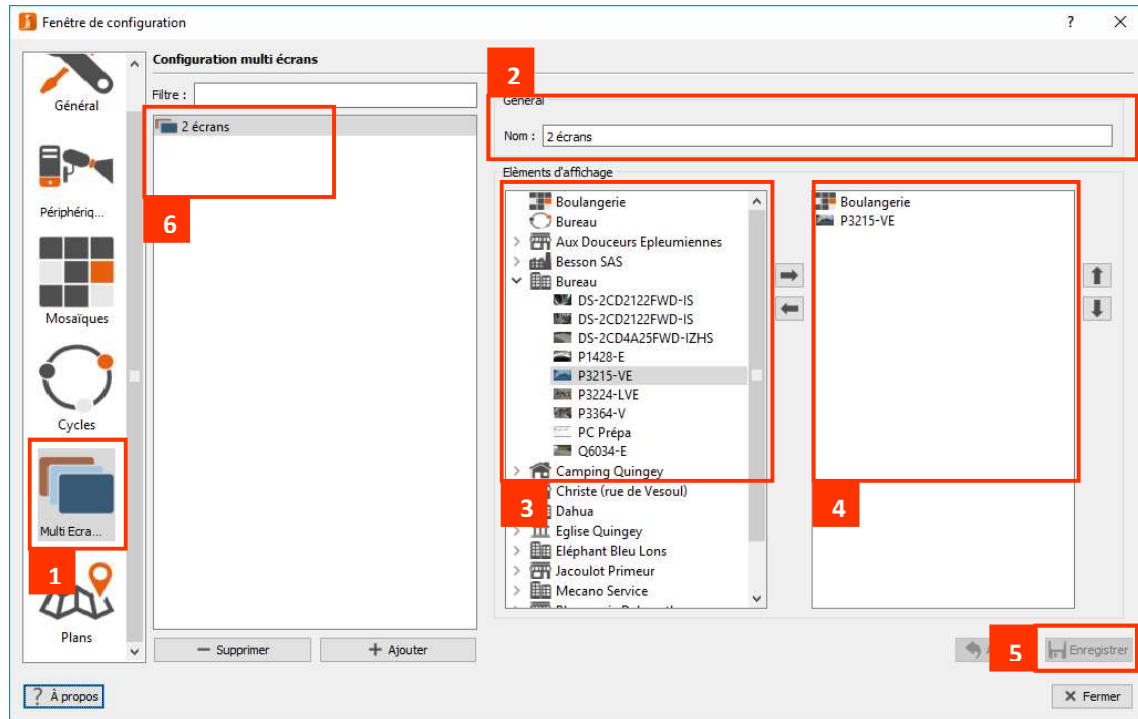 Fenêtre de configuration
?
Général
Périphériq...
Mosaïques
Cycles
Multi Ecra...
1
Plans
Configuration multi écrans
Filtre :
2 écrans
6
Supprimer
Ajouter
2
Général
Nom : 2 écrans
Elèments d'affichage
Boulangerie
Bureau
Aux Douceurs Epleumiennes
Besson SAS
Bureau
DS-2CD2122FWD-IS
DS-2CD2122FWD-IS
DS-2CD4A25FWD-IZHS
P1428-E
P3215-VE
P3224-LVE
P3364-V
PC Prépa
Q6034-E
Camping Quingey
Christe (rue de Vesoul)
3
Dahua
Eglise Quingey
Eléphant Bleu Lons
Jacoulot Primeur
Mecano Service
Boulangerie
P3215-VE
4
5
Enregistrer
? À propos
Fermer